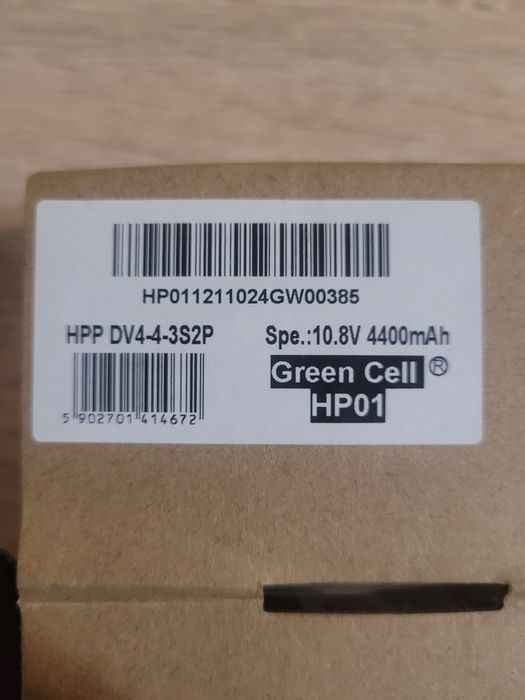 HP011211024GW00385
HPP DV4-4-3S2P
Spe.:10.8V 4400mAh
5 902701 414672
Green Cell ®
HP01